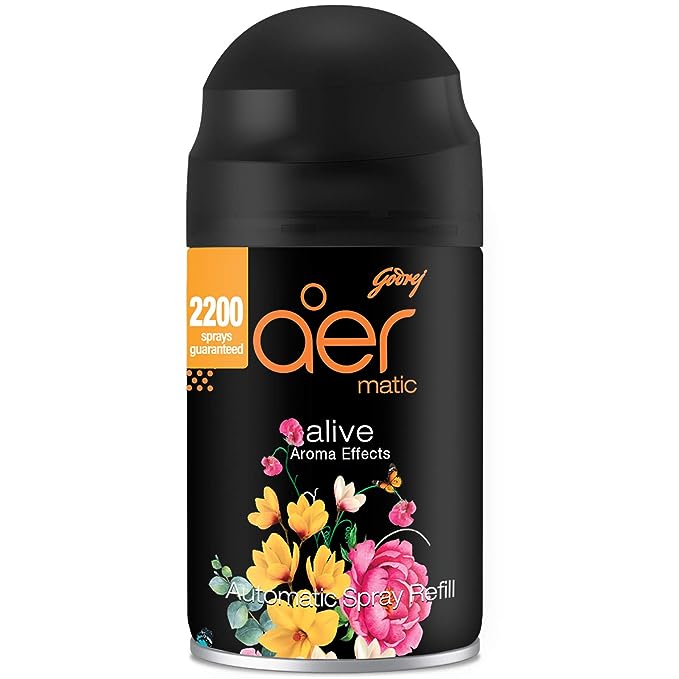 Godrej
2200
sprays
guaranteed
aer
matic
alive
Aroma Effects
Automatic Spray Refill